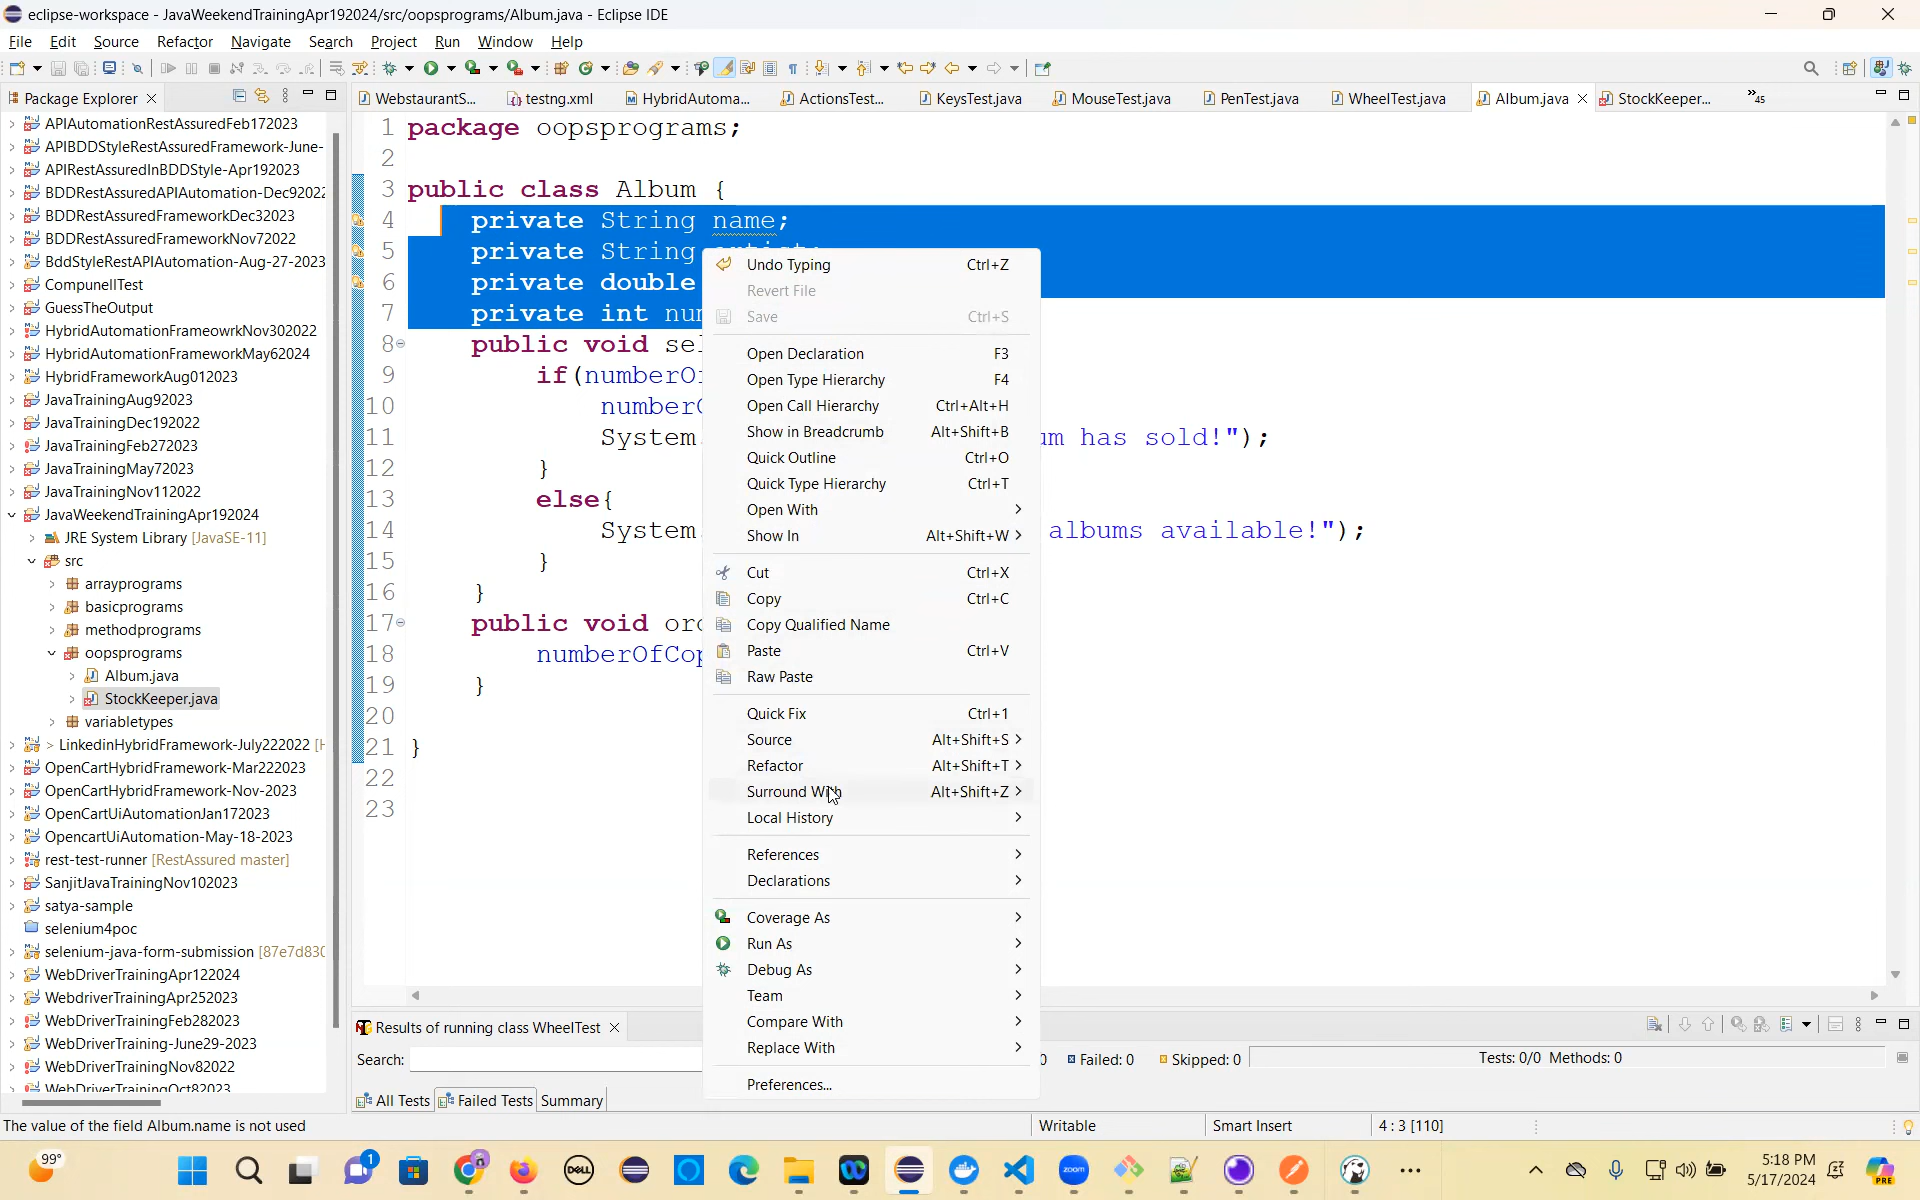 eclipse-workspace - JavaWeekendTrainingApr192024/src/oopsprograms/Album.java - Eclipse IDE
File Edit Source Refactor Navigate Search Project Run Window Help
Package Explorer
WebstaurantS... testng.xml HybridAutoma... ActionsTest... KeysTest.java MouseTest.java PenTest.java WheelTest.java Album.java StockKeeper... »45
APIAutomationRestAssuredFeb172023
APIBDDStyleRestAssuredFramework-June-
APIRestAssuredInBDDStyle-Apr192023
BDDRestAssuredAPIAutomation-Dec92022
BDDRestAssuredFrameworkDec32023
BDDRestAssuredFrameworkNov72022
BddStyleRestAPIAutomation-Aug-27-2023
CompunellTest
GuessTheOutput
HybridAutomationFrameowrkNov302022
HybridAutomationFrameworkMay62024
HybridFrameworkAug012023
JavaTrainingAug92023
JavaTrainingDec192022
JavaTrainingFeb272023
JavaTrainingMay72023
JavaTrainingNov112022
JavaWeekendTrainingApr192024
JRE System Library [JavaSE-11]
src
arrayprograms
basicprograms
methodprograms
oopsprograms
Album.java
StockKeeper.java
variabletypes
> LinkedinHybridFramework-July222022 [H
OpenCartHybridFramework-Mar222023
OpenCartHybridFramework-Nov-2023
OpenCartUiAutomationJan172023
OpencartUiAutomation-May-18-2023
rest-test-runner [RestAssured master]
SanjitJavaTrainingNov102023
satya-sample
selenium4poc
selenium-java-form-submission [87e7d830
WebDriverTrainingApr122024
WebdriverTrainingApr252023
WebDriverTrainingFeb282023
WebDriverTraining-June29-2023
WebDriverTrainingNov82022
WebDriverTrainingOct82023
1 package oopsprograms;
2
3 public class Album {
4 private String name;
5 private String
6 private double
7 private int num
8 public void sel
9 if(numberOf
10 numberO
11 System. um has sold!");
12 }
13 else{
14 System. albums available!");
15 }
16 }
17 public void ord
18 numberOfCop
19 }
20
21 }
22
23
Undo Typing Ctrl+Z
Revert File
Save Ctrl+S
Open Declaration F3
Open Type Hierarchy F4
Open Call Hierarchy Ctrl+Alt+H
Show in Breadcrumb Alt+Shift+B
Quick Outline Ctrl+O
Quick Type Hierarchy Ctrl+T
Open With
Show In Alt+Shift+W
Cut Ctrl+X
Copy Ctrl+C
Copy Qualified Name
Paste Ctrl+V
Raw Paste
Quick Fix Ctrl+1
Source Alt+Shift+S
Refactor Alt+Shift+T
Surround With Alt+Shift+Z
Local History
References
Declarations
Coverage As
Run As
Debug As
Team
Compare With
Replace With
Preferences...
Results of running class WheelTest
Search: 0 Failed: 0 Skipped: 0 Tests: 0/0 Methods: 0
All Tests Failed Tests Summary
The value of the field Album.name is not used Writable Smart Insert 4 : 3 [110]
99° 1 DELL zoom PRE
5:18 PM
5/17/2024